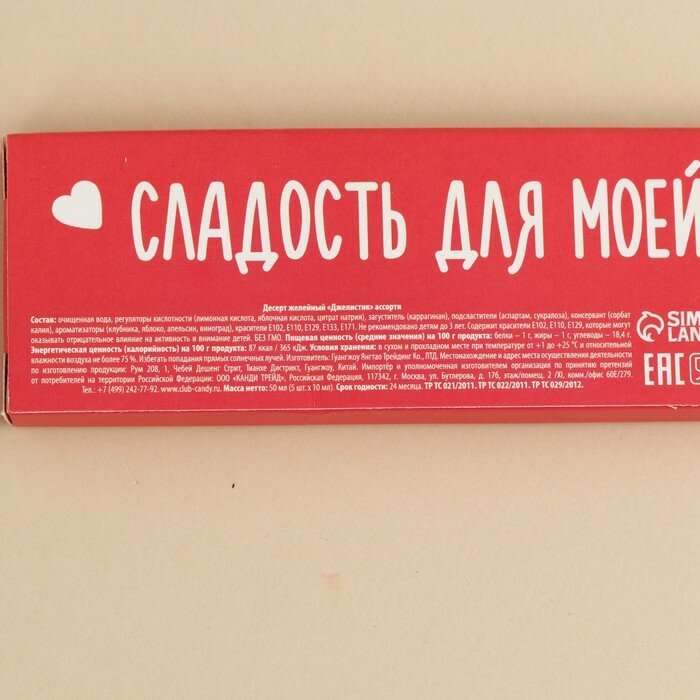 СЛАДОСТЬ ДЛЯ МОЕЙ
Десерт желейный «Джелистик» ассорти
Состав: очищенная вода, регуляторы кислотности (лимонная кислота, яблочная кислота, цитрат натрия), загуститель (каррагинан), подсластители (аспартам, сукралоза), консервант (сорбат
калия), ароматизаторы (клубника, яблоко, апельсин, виноград), красители E102, E110, E129, E133, E171. Не рекомендовано детям до 3 лет. Содержит красители E102, E110, E129, которые могут
оказывать отрицательное влияние на активность и внимание детей. БЕЗ ГМО. Пищевая ценность (средние значения) на 100 г продукта: белки – 1 г, жиры – 1 г, углеводы – 18,4 г.
Энергетическая ценность (калорийность) на 100 г продукта: 87 ккал / 365 кДж. Условия хранения: в сухом и прохладном месте при температуре от +1 до +25 °С и относительной
влажности воздуха не более 75 %. Избегать попадания прямых солнечных лучей. Изготовитель: Гуангжоу Янгтао Трейдинг Ко., ЛТД. Местонахождение и адрес места осуществления деятельности
по изготовлению продукции: Рум 208, 1, Чебей Дешенг Стрит, Тианхе Дистрикт, Гуангжоу, Китай. Импортёр и уполномоченная изготовителем организация по принятию претензий
от потребителей на территории Российской Федерации: ООО «КАНДИ ТРЕЙД», Российская Федерация, 117342, г. Москва, ул. Бутлерова, д. 17б, этаж/помещ. 2 /X0, комн./офис 60Е/279.
Тел.: +7 (499) 242-77-92. www.club-candy.ru. Масса нетто: 50 мл (5 шт. х 10 мл). Срок годности: 24 месяца. ТР ТС 021/2011. ТР ТС 022/2011. ТР ТС 029/2012.
SIM
LAN
EAC